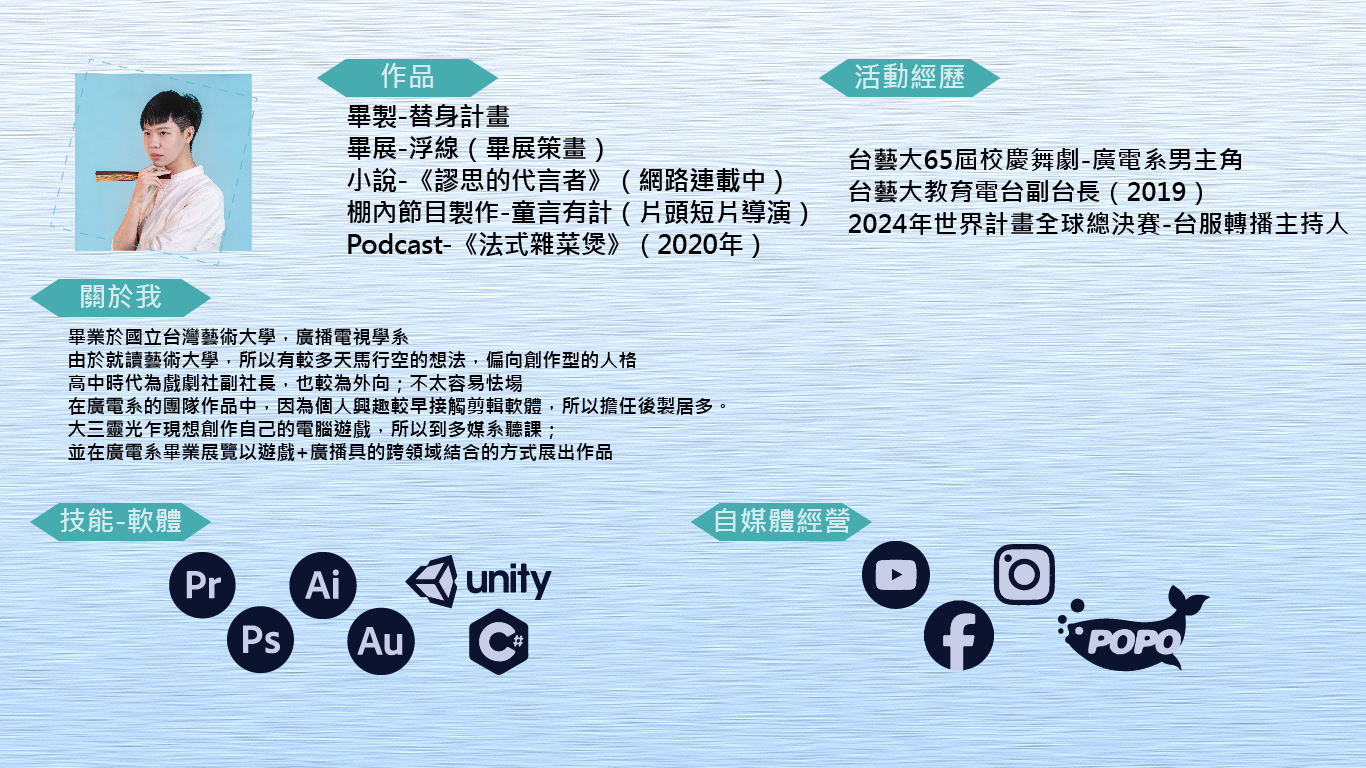 作品
畢製-替身計畫
畢展-浮線（畢展策畫）
小說-《謬思的代言者》（網路連載中）
棚內節目製作-童言有計（片頭短片導演）
Podcast-《法式雜菜煲》（2020年）
活動經歷
台藝大65屆校慶舞劇-廣電系男主角
台藝大教育電台副台長（2019）
2024年世界計畫全球總決賽-台服轉播主持人
關於我
畢業於國立台灣藝術大學，廣播電視學系
由於就讀藝術大學，所以有較多天馬行空的想法，偏向創作型的人格
高中時代為戲劇社副社長，也較為外向；不太容易怯場
在廣電系的團隊作品中，因為個人興趣較早接觸剪輯軟體，所以擔任後製居多。
大三靈光乍現想創作自己的電腦遊戲，所以到多媒系聽課；
並在廣電系畢業展覽以遊戲+廣播具的跨領域結合的方式展出作品
技能-軟體
Pr
Ai
unity
Ps
Au
C#
自媒體經營
f
POPO